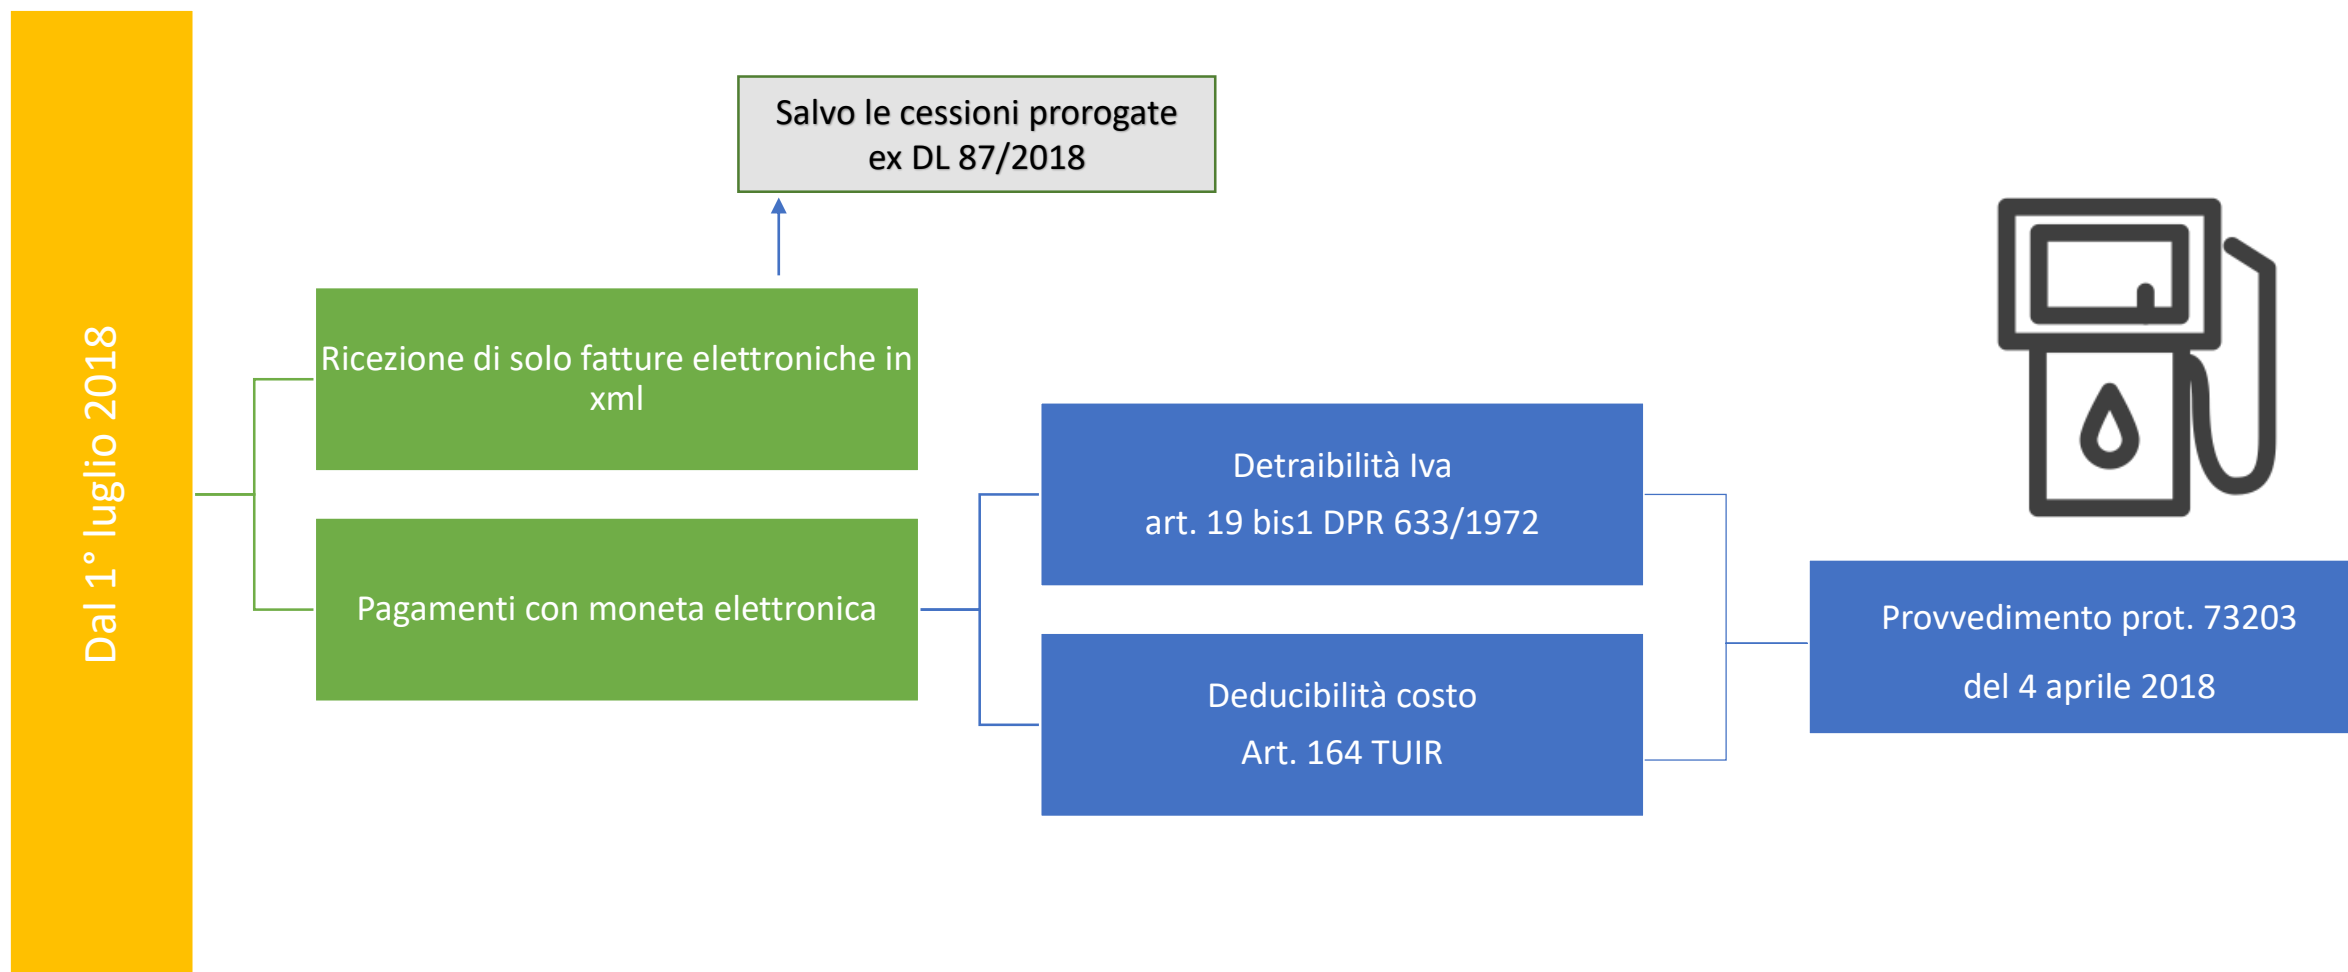 Dal 1° luglio 2018
Salvo le cessioni prorogate
ex DL 87/2018
Ricezione di solo fatture elettroniche in
xml
Pagamenti con moneta elettronica
Detraibilità Iva
art. 19 bis1 DPR 633/1972
Deducibilità costo
Art. 164 TUIR
Provvedimento prot. 73203
del 4 aprile 2018